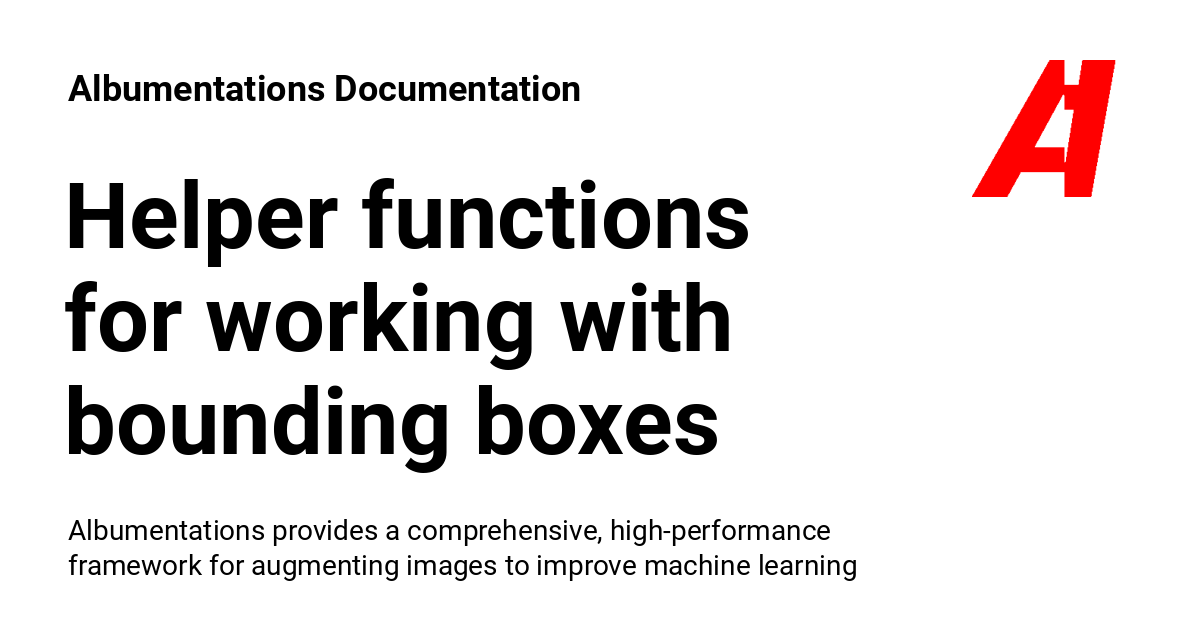 Albumentations Documentation
Helper functions
for working with
bounding boxes
Albumentations provides a comprehensive, high-performance
framework for augmenting images to improve machine learning